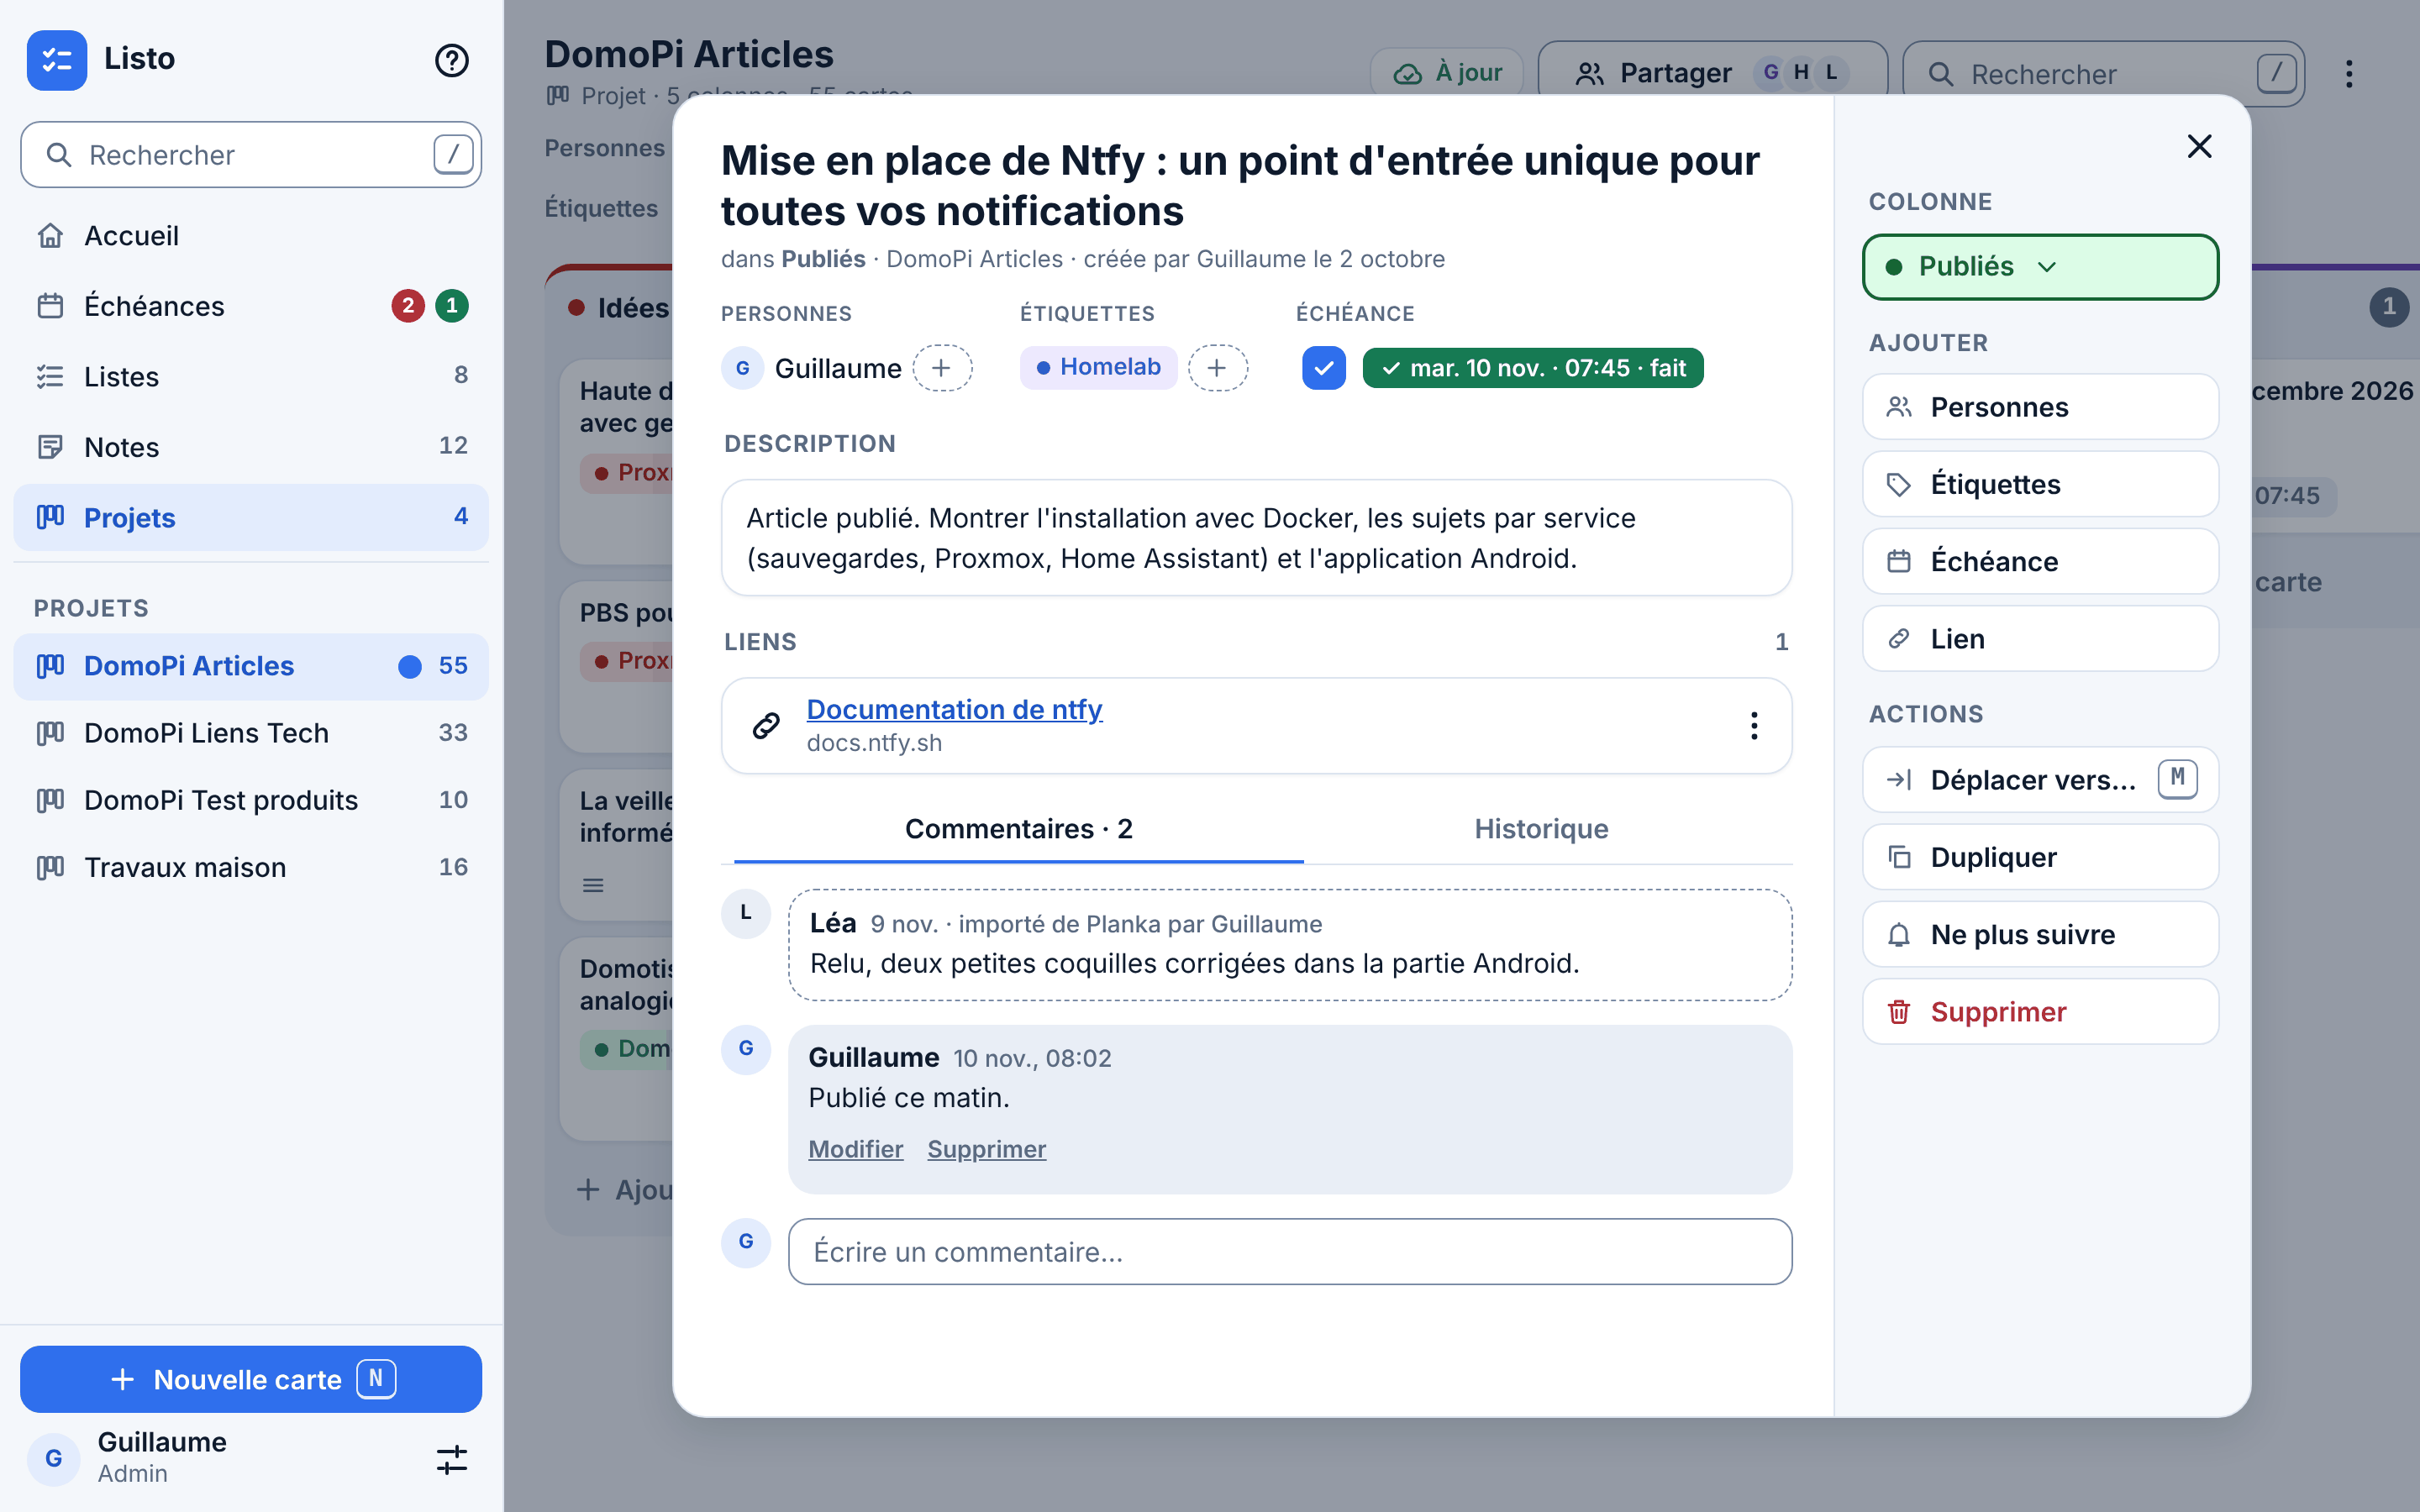 Listo
Rechercher /
Accueil
Échéances 2 1
Listes 8
Notes 12
Projets 4
PROJETS
DomoPi Articles 55
DomoPi Liens Tech 33
DomoPi Test produits 10
Travaux maison 16
+ Nouvelle carte N
G Guillaume
Admin
DomoPi Articles
Projet · 5
À jour
Partager G H L
Rechercher /
Personnes
Étiquettes
Idées
Haute
avec
PBS
La
Ajou
1
cembre 2026
07:45
carte
Mise en place de Ntfy : un point d'entrée unique pour
toutes vos notifications
dans Publiés · DomoPi Articles · créée par Guillaume le 2 octobre
PERSONNES
G Guillaume +
ÉTIQUETTES
Homelab +
ÉCHÉANCE
mar. 10 nov. · 07:45 · fait
DESCRIPTION
Article publié. Montrer l'installation avec Docker, les sujets par service
(sauvegardes, Proxmox, Home Assistant) et l'application Android.
LIENS 1
Documentation de ntfy
docs.ntfy.sh
Commentaires · 2
Historique
L
Léa 9 nov. · importé de Planka par Guillaume
Relu, deux petites coquilles corrigées dans la partie Android.
G
Guillaume 10 nov., 08:02
Publié ce matin.
Modifier Supprimer
G
Écrire un commentaire...
COLONNE
Publiés
AJOUTER
Personnes
Étiquettes
Échéance
Lien
ACTIONS
Déplacer vers... M
Dupliquer
Ne plus suivre
Supprimer